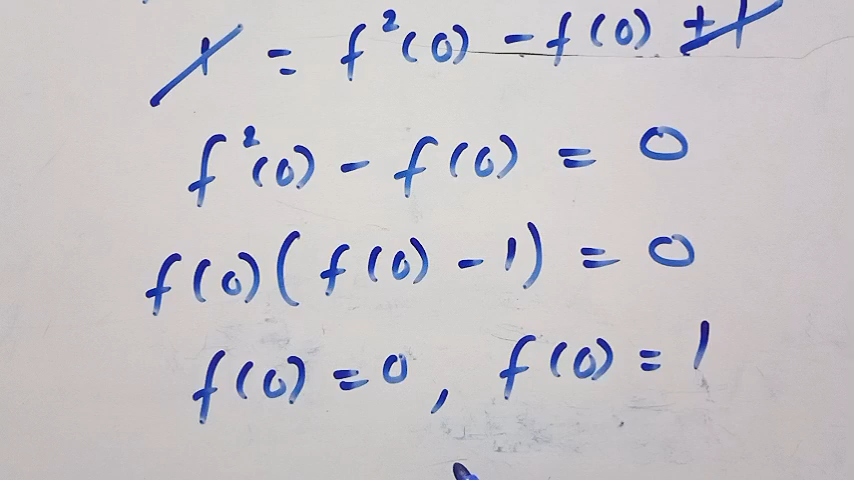 1 = f²(0) - f(0) + 1
f²(0) - f(0) = 0
f(0)(f(0) - 1) = 0
f(0) = 0, f(0) = 1